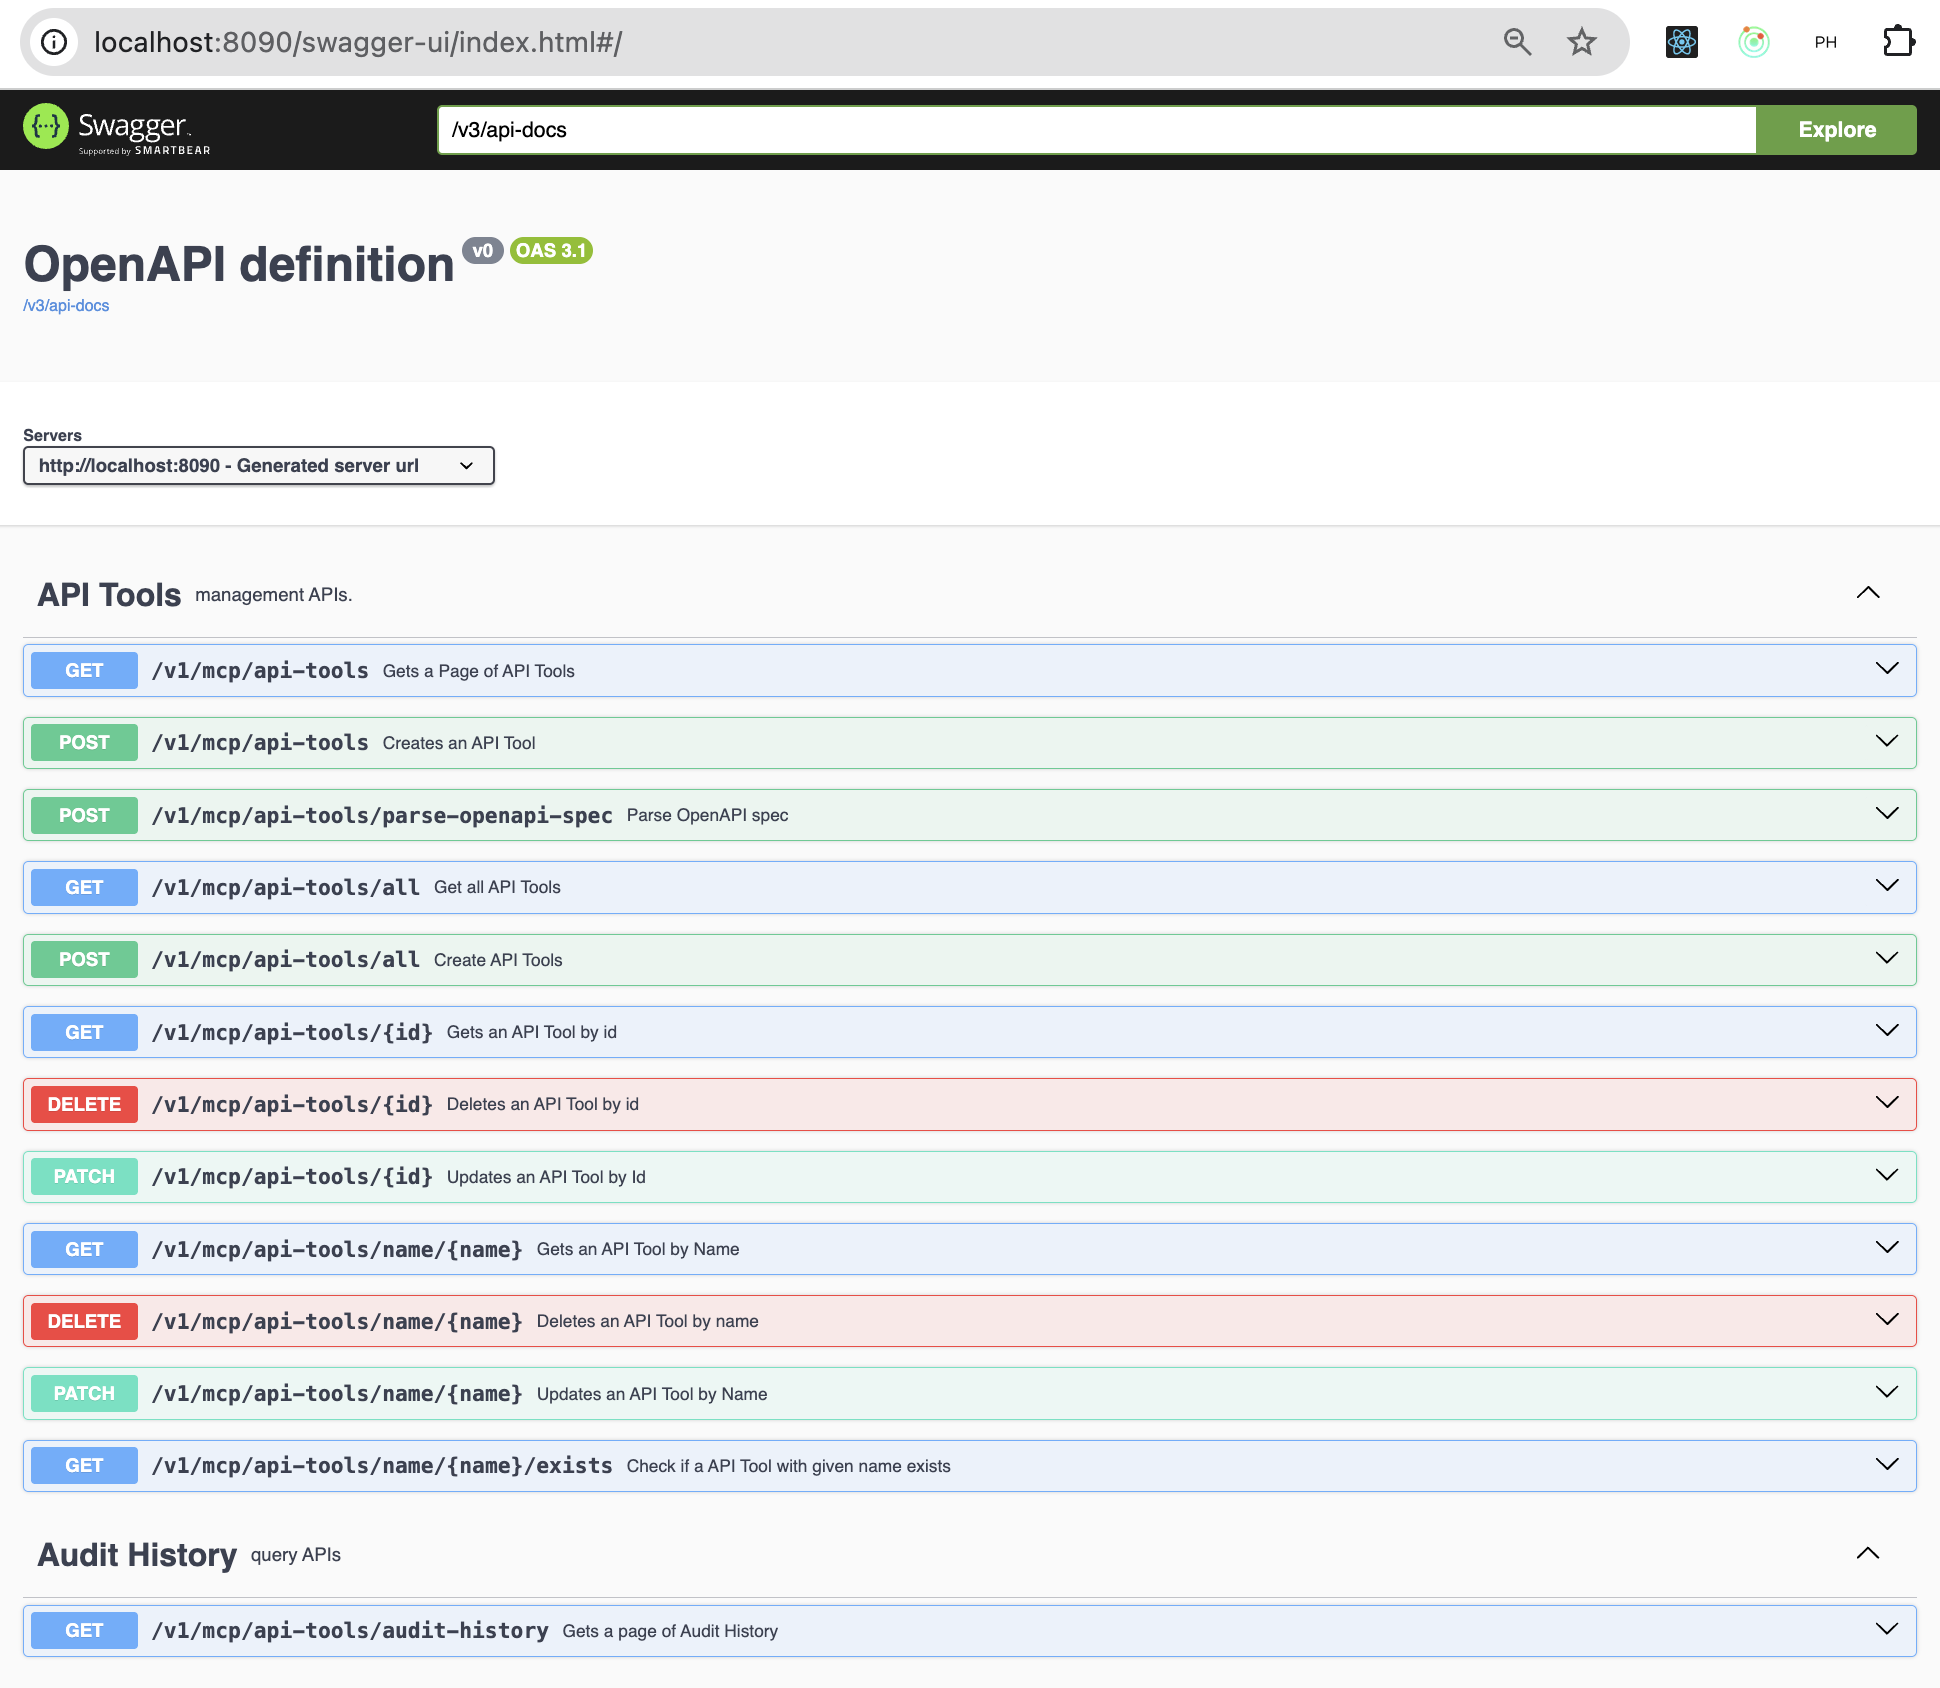 localhost:8090/swagger-ui/index.html#/
PH
{...} Swagger™
Supported by SMARTBEAR
/v3/api-docs
Explore
OpenAPI definition v0 OAS 3.1
/v3/api-docs
Servers
http://localhost:8090 - Generated server url
API Tools management APIs.
GET /v1/mcp/api-tools Gets a Page of API Tools
POST /v1/mcp/api-tools Creates an API Tool
POST /v1/mcp/api-tools/parse-openapi-spec Parse OpenAPI spec
GET /v1/mcp/api-tools/all Get all API Tools
POST /v1/mcp/api-tools/all Create API Tools
GET /v1/mcp/api-tools/{id} Gets an API Tool by id
DELETE /v1/mcp/api-tools/{id} Deletes an API Tool by id
PATCH /v1/mcp/api-tools/{id} Updates an API Tool by Id
GET /v1/mcp/api-tools/name/{name} Gets an API Tool by Name
DELETE /v1/mcp/api-tools/name/{name} Deletes an API Tool by name
PATCH /v1/mcp/api-tools/name/{name} Updates an API Tool by Name
GET /v1/mcp/api-tools/name/{name}/exists Check if a API Tool with given name exists
Audit History query APIs
GET /v1/mcp/api-tools/audit-history Gets a page of Audit History